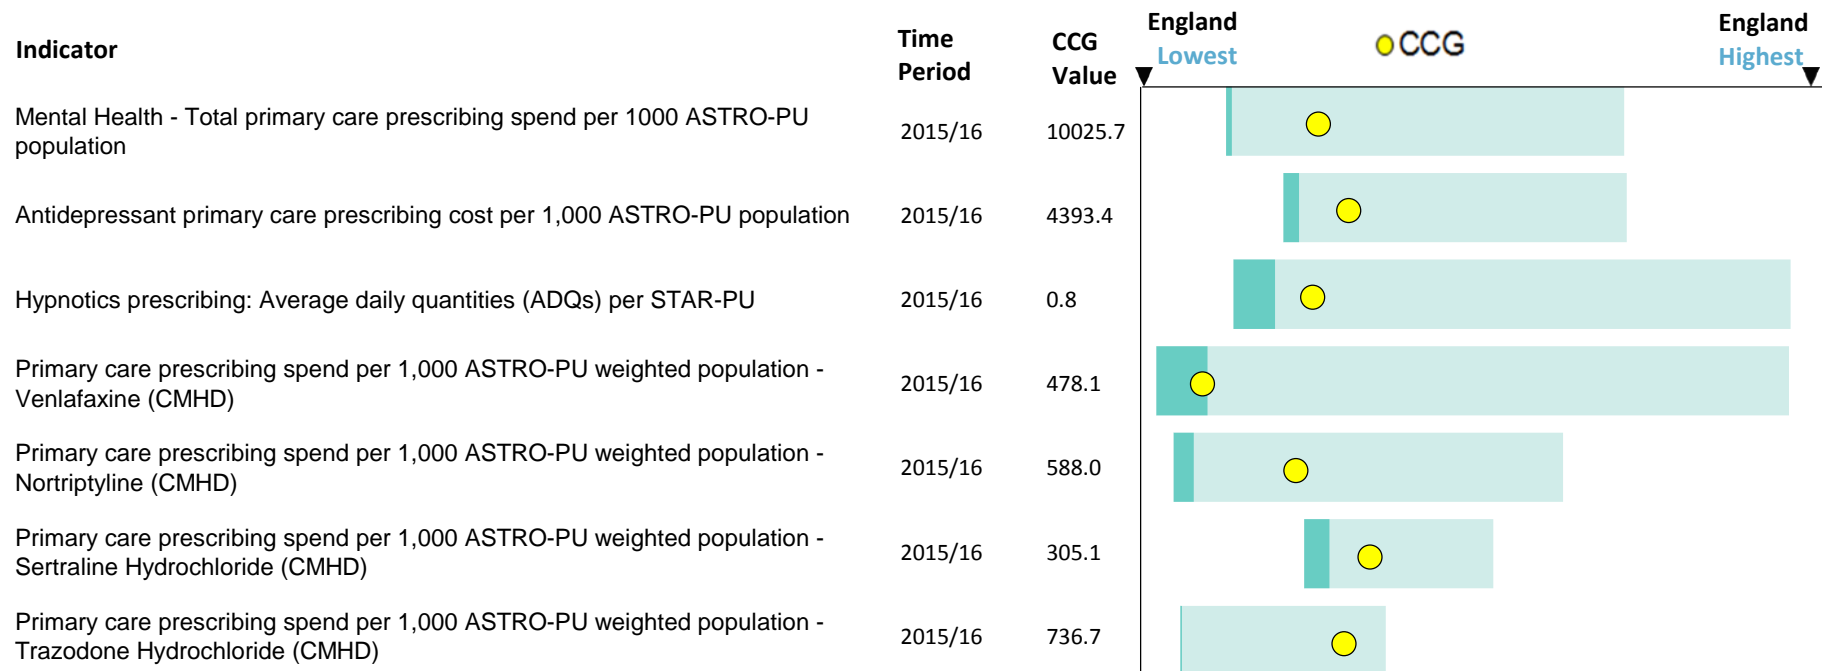 Indicator
Time
Period
CCG
Value
England
Lowest
CCG
England
Highest
Mental Health - Total primary care prescribing spend per 1000 ASTRO-PU
population
2015/16
10025.7
Antidepressant primary care prescribing cost per 1,000 ASTRO-PU population
2015/16
4393.4
Hypnotics prescribing: Average daily quantities (ADQs) per STAR-PU
2015/16
0.8
Primary care prescribing spend per 1,000 ASTRO-PU weighted population -
Venlafaxine (CMHD)
2015/16
478.1
Primary care prescribing spend per 1,000 ASTRO-PU weighted population -
Nortriptyline (CMHD)
2015/16
588.0
Primary care prescribing spend per 1,000 ASTRO-PU weighted population -
Sertraline Hydrochloride (CMHD)
2015/16
305.1
Primary care prescribing spend per 1,000 ASTRO-PU weighted population -
Trazodone Hydrochloride (CMHD)
2015/16
736.7